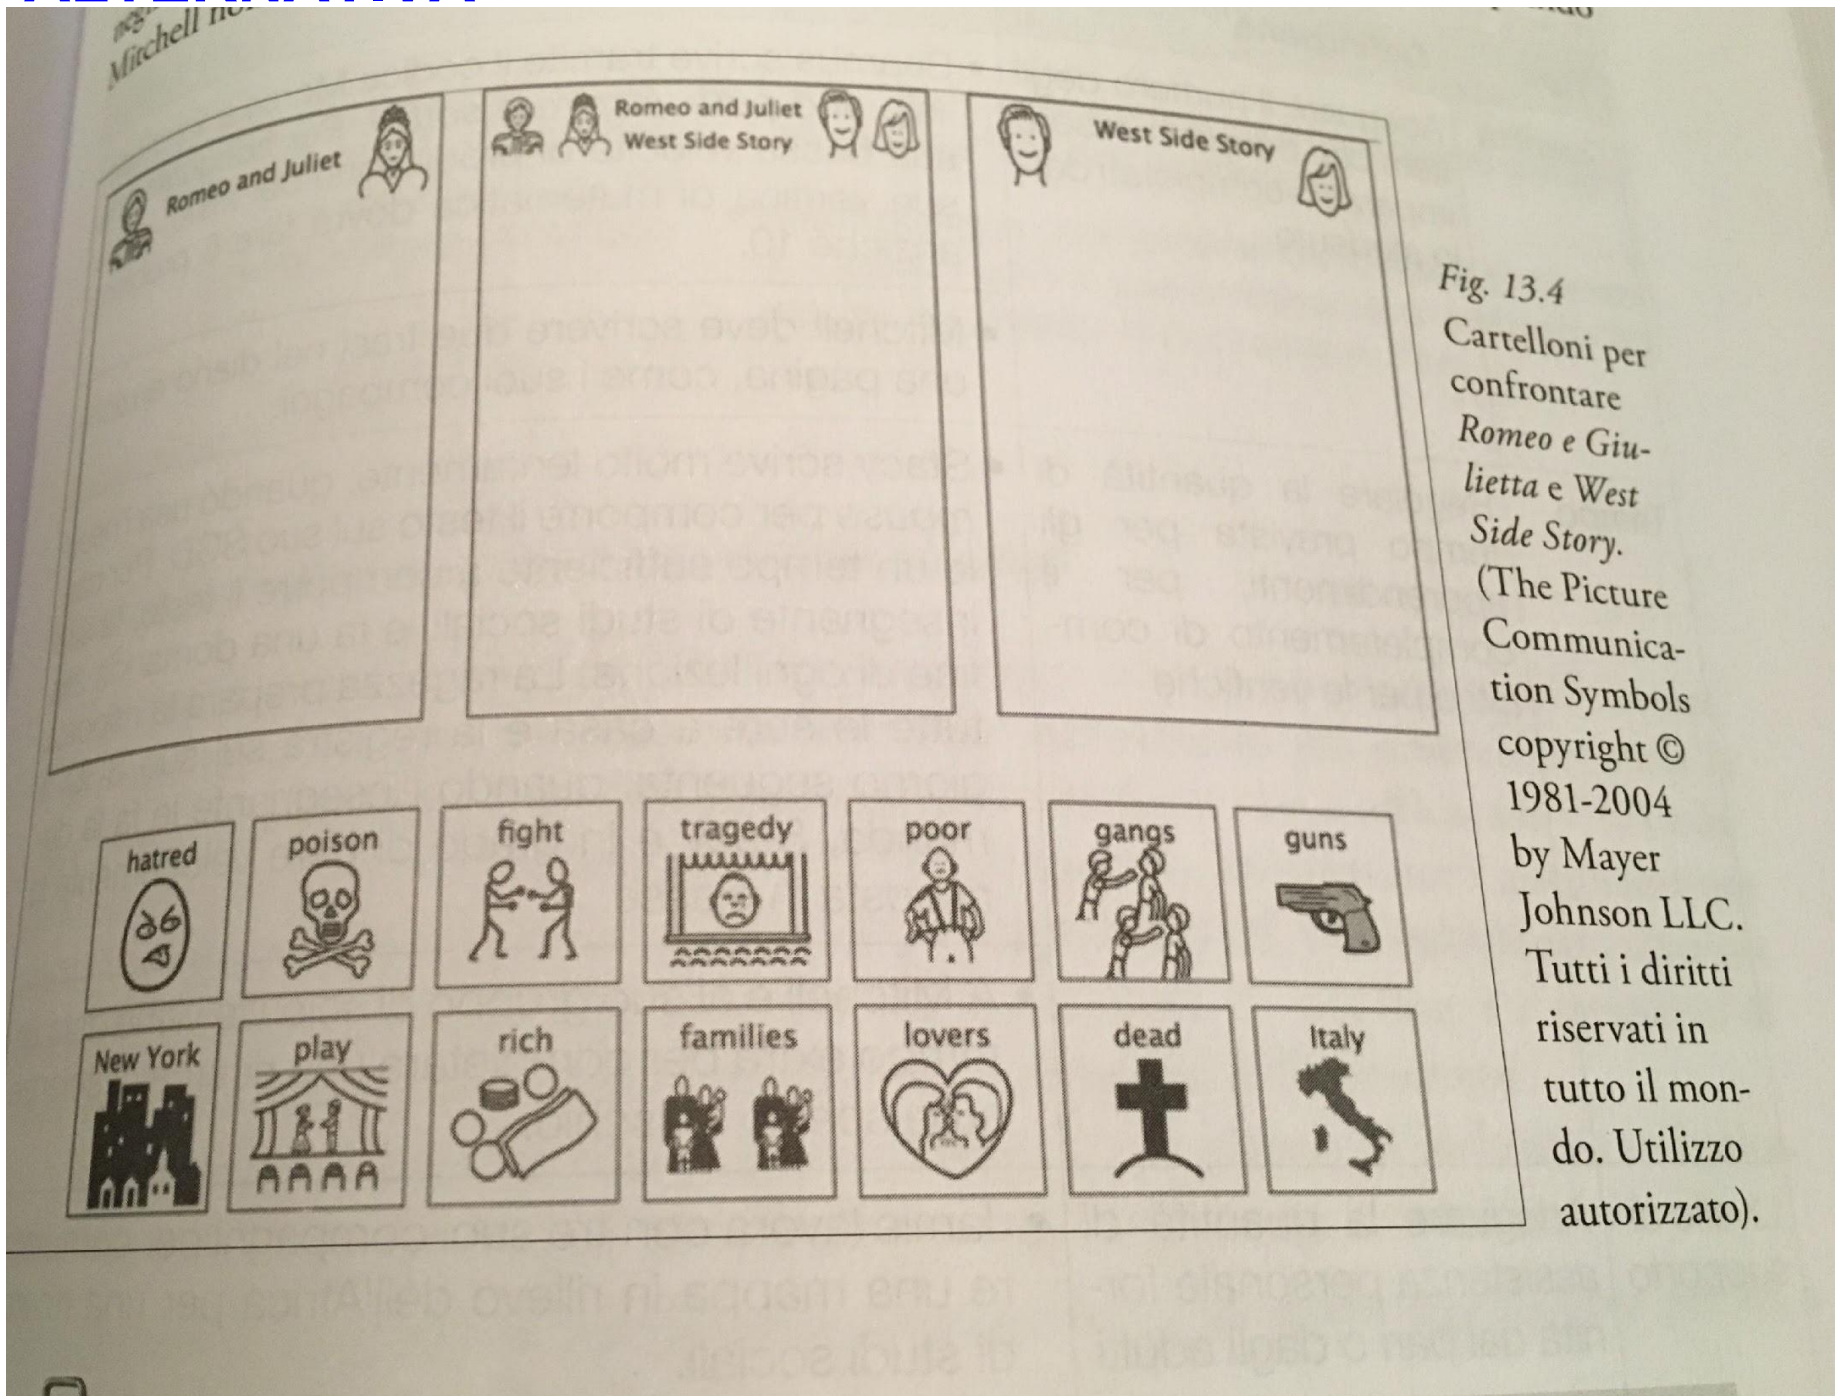 Mitchell
Romeo and Juliet
Romeo and Juliet
West Side Story
West Side Story
hatred
poison
fight
tragedy
poor
gangs
guns
New York
play
rich
families
lovers
dead
Italy
Fig. 13.4
Cartelloni per
confrontare
Romeo e Giu-
lietta e West
Side Story.
(The Picture
Communica-
tion Symbols
copyright ©
1981-2004
by Mayer
Johnson LLC.
Tutti i diritti
riservati in
tutto il mon-
do. Utilizzo
autorizzato).